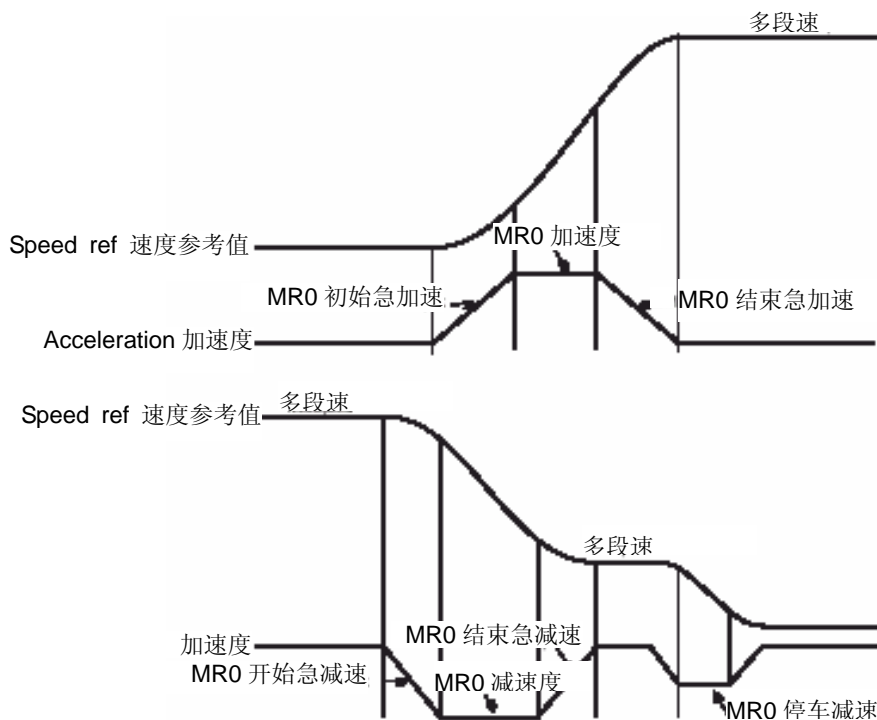 多段速
Speed ref 速度参考值
MR0 加速度
MR0 初始急加速
MR0 结束急加速
Acceleration 加速度
Speed ref 速度参考值
多段速
多段速
加速度
MR0 结束急减速
MR0 开始急减速
MR0 减速度
MR0 停车减速